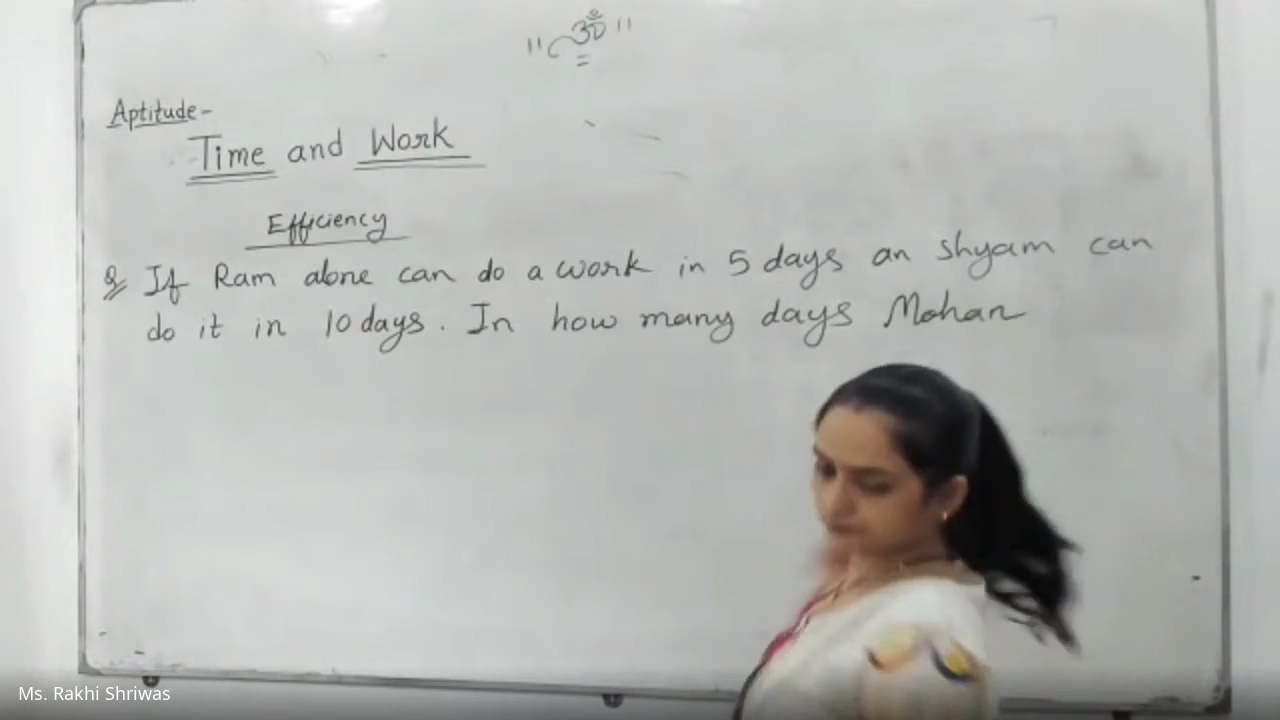 " ॐ "
Aptitude-
Time and Work
Efficiency
Q If Ram alone can do a work in 5 days an shyam can
do it in 10 days. In how many days Mohan
Ms. Rakhi Shriwas